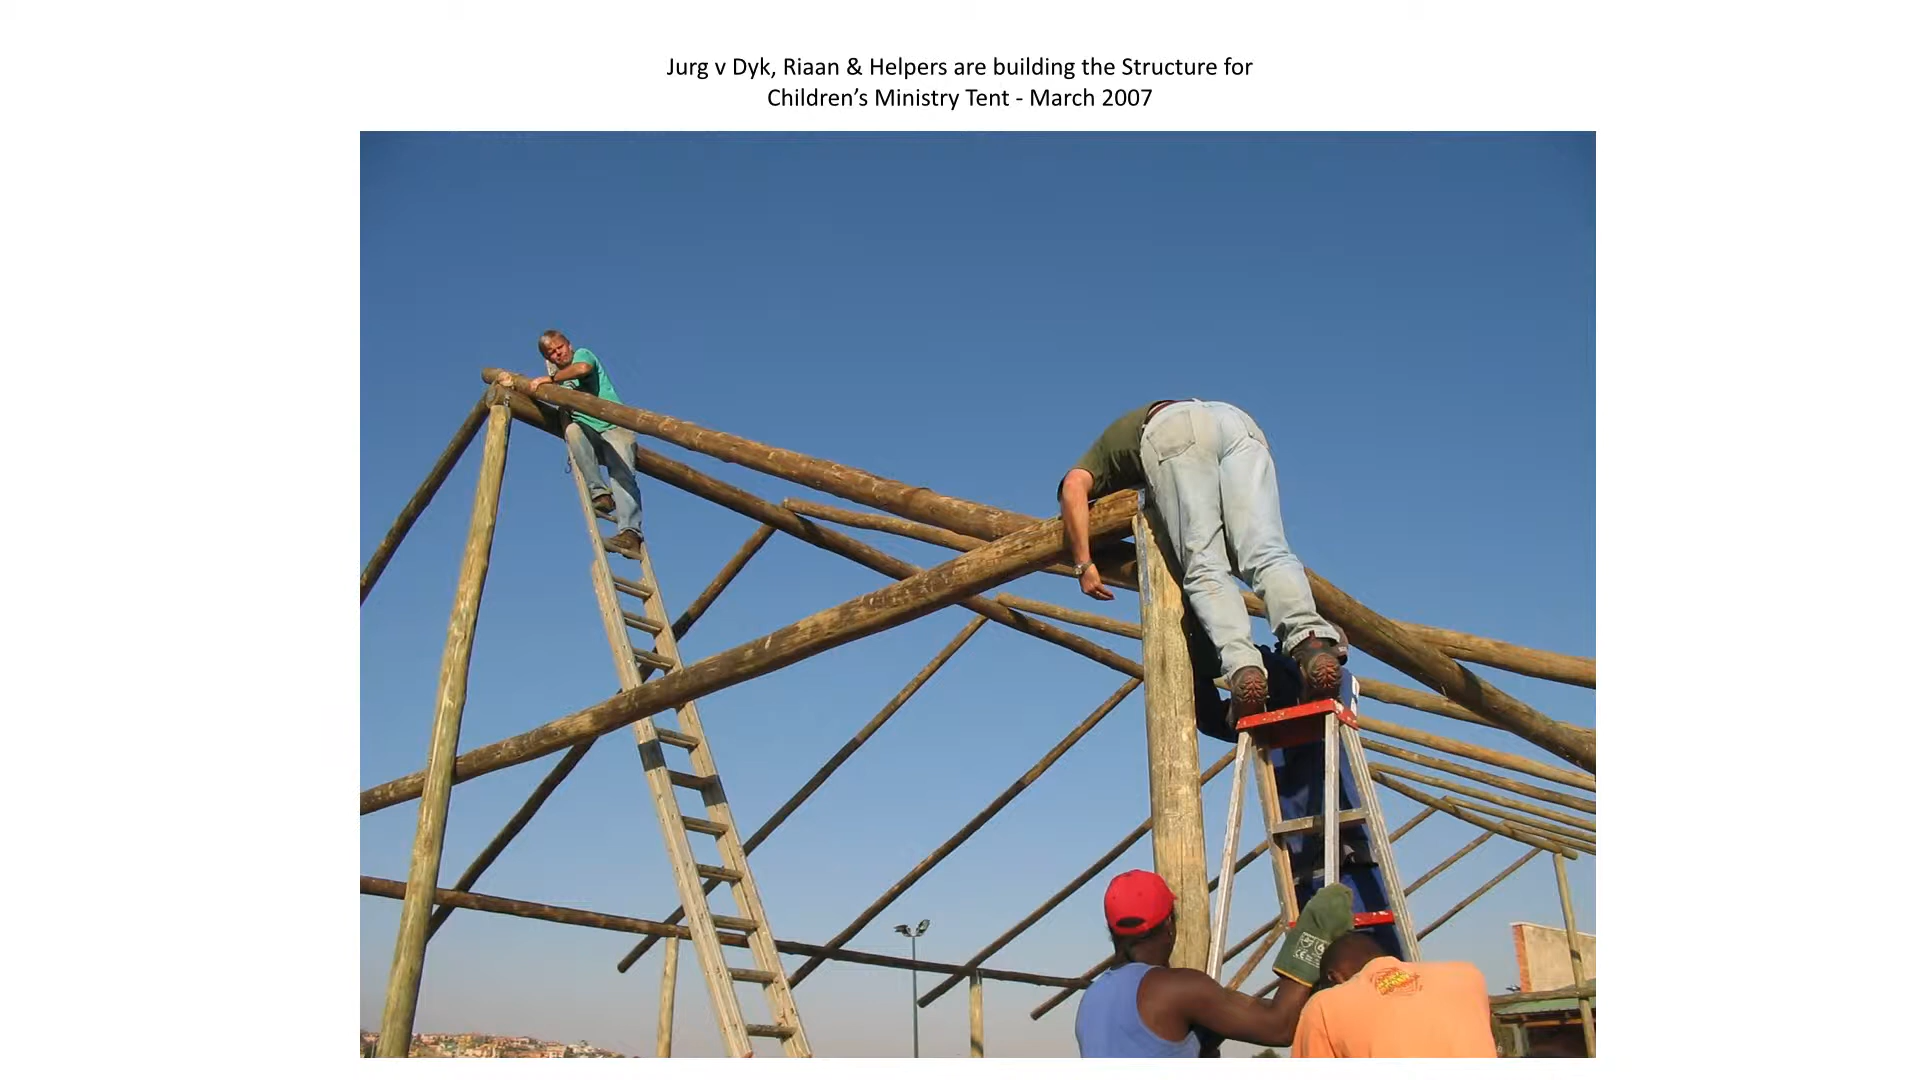 Jurg v Dyk, Riaan & Helpers are building the Structure for
Children’s Ministry Tent - March 2007